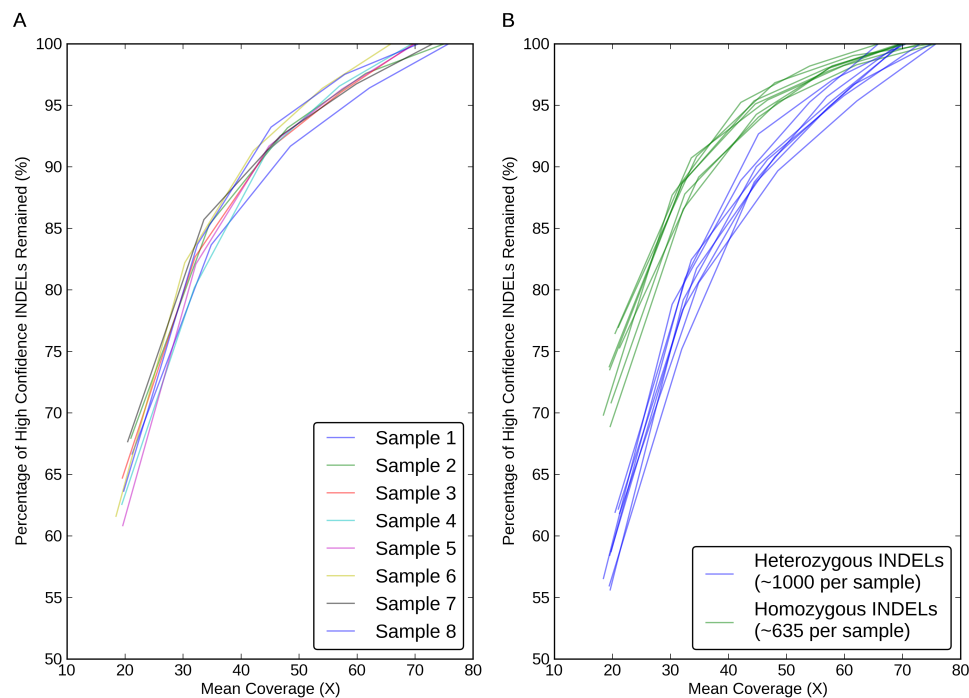 A
Percentage of High Confidence INDELs Remained (%)
100
95
90
85
80
75
70
65
60
55
50
10 20 30 40 50 60 70 80
Mean Coverage (X)
Sample 1
Sample 2
Sample 3
Sample 4
Sample 5
Sample 6
Sample 7
Sample 8
B
Percentage of High Confidence INDELs Remained (%)
100
95
90
85
80
75
70
65
60
55
50
10 20 30 40 50 60 70 80
Mean Coverage (X)
Heterozygous INDELs
(~1000 per sample)
Homozygous INDELs
(~635 per sample)